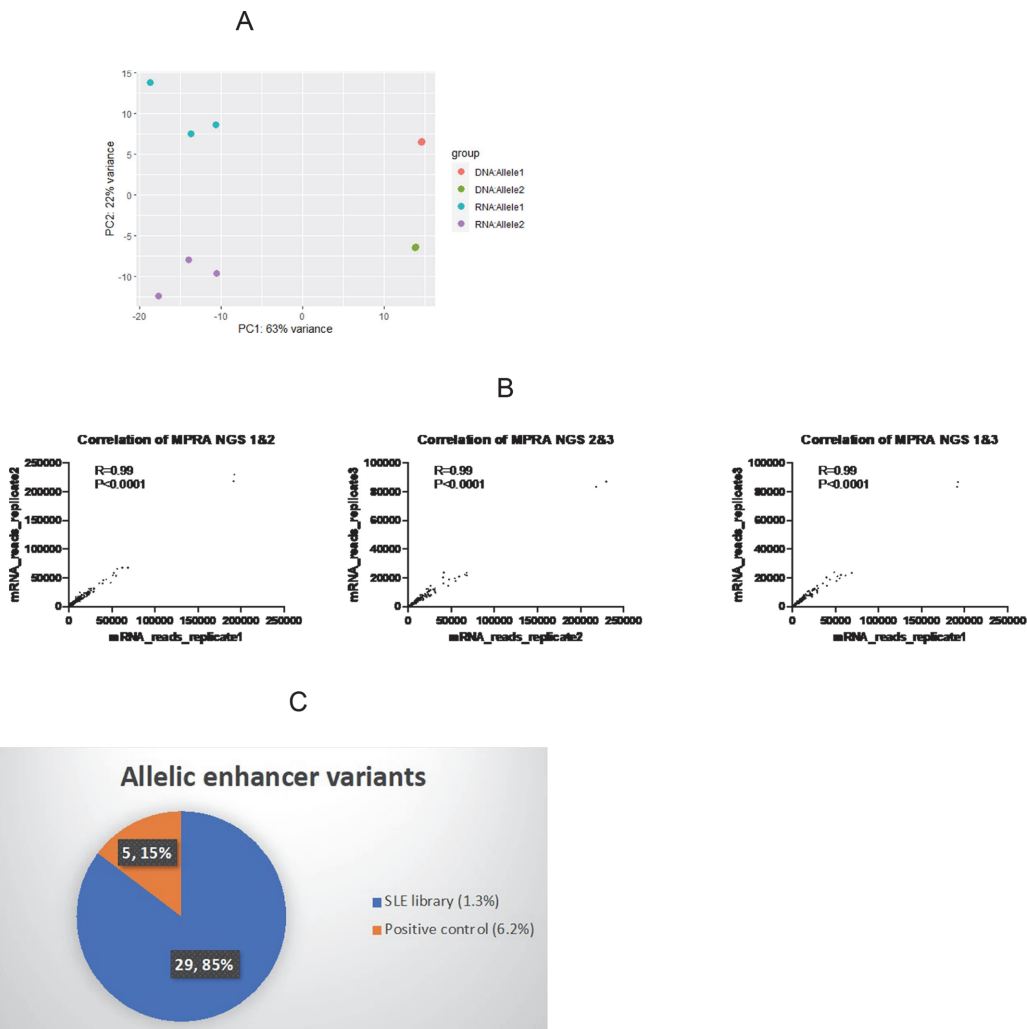 A
15
10
5
0
-5
-10
PC2: 22% variance
-20
-10
0
10
PC1: 63% variance
group
DNA:Allele1
DNA:Allele2
RNA:Allele1
RNA:Allele2
B
Correlation of MPRA NGS 1&2
R=0.99
P<0.0001
250000
200000
150000
100000
50000
0
mRNA_reads_replicate2
0 50000 100000 150000 200000 250000
mRNA_reads_replicate1
Correlation of MPRA NGS 2&3
R=0.99
P<0.0001
100000
80000
60000
40000
20000
0
mRNA_reads_replicate3
0 50000 100000 150000 200000 250000
mRNA_reads_replicate2
Correlation of MPRA NGS 1&3
R=0.99
P<0.0001
100000
80000
60000
40000
20000
0
mRNA_reads_replicate3
0 50000 100000 150000 200000 250000
mRNA_reads_replicate1
C
Allelic enhancer variants
5, 15%
29, 85%
SLE library (1.3%)
Positive control (6.2%)